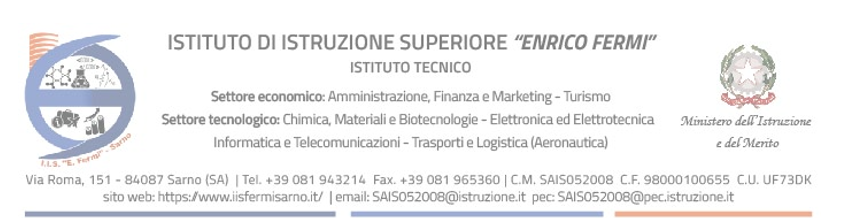 ISTITUTO DI ISTRUZIONE SUPERIORE “ENRICO FERMI”
ISTITUTO TECNICO
Settore economico: Amministrazione, Finanza e Marketing - Turismo
Settore tecnologico: Chimica, Materiali e Biotecnologie - Elettronica ed Elettrotecnica
Informatica e Telecomunicazioni - Trasporti e Logistica (Aeronautica)
I.I.S. "E. Fermi" - Sarno
Ministero dell'Istruzione
e del Merito
Via Roma, 151 - 84087 Sarno (SA) | Tel. +39 081 943214 Fax. +39 081 965360 | C.M. SAIS052008 C.F. 98000100655 C.U. UF73DK
sito web: https://www.iisfermisarno.it/ | email: SAIS052008@istruzione.it pec: SAIS052008@pec.istruzione.it